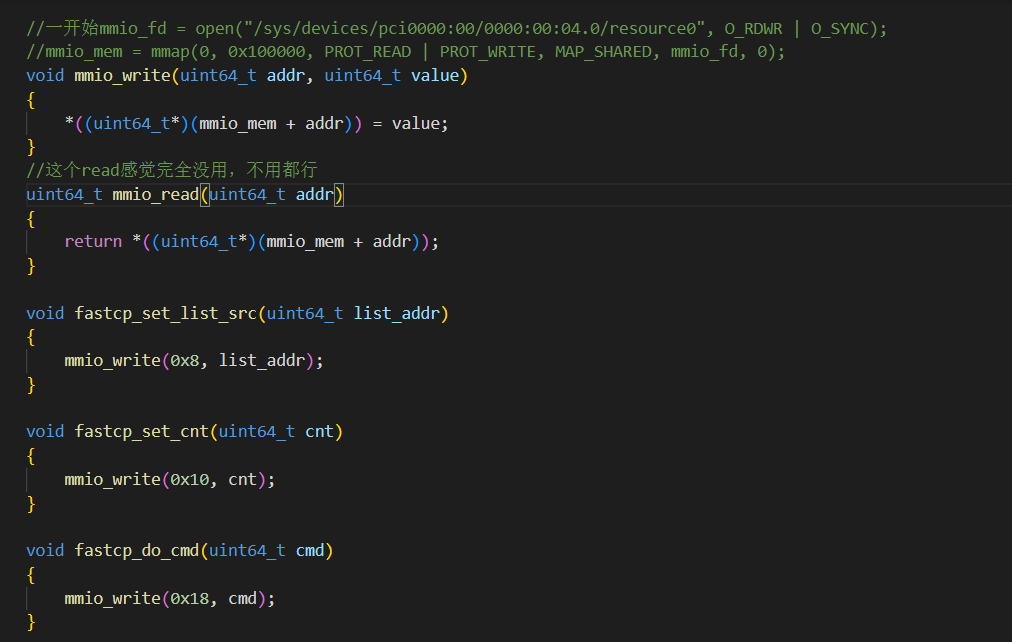 //一开始mmio_fd = open("/sys/devices/pci0000:00/0000:00:04.0/resource0", O_RDWR | O_SYNC);
//mmio_mem = mmap(0, 0x100000, PROT_READ | PROT_WRITE, MAP_SHARED, mmio_fd, 0);
void mmio_write(uint64_t addr, uint64_t value)
{
    *((uint64_t*)(mmio_mem + addr)) = value;
}
//这个read感觉完全没用，不用都行
uint64_t mmio_read(uint64_t addr)
{
    return *((uint64_t*)(mmio_mem + addr));
}

void fastcp_set_list_src(uint64_t list_addr)
{
    mmio_write(0x8, list_addr);
}

void fastcp_set_cnt(uint64_t cnt)
{
    mmio_write(0x10, cnt);
}

void fastcp_do_cmd(uint64_t cmd)
{
    mmio_write(0x18, cmd);
}